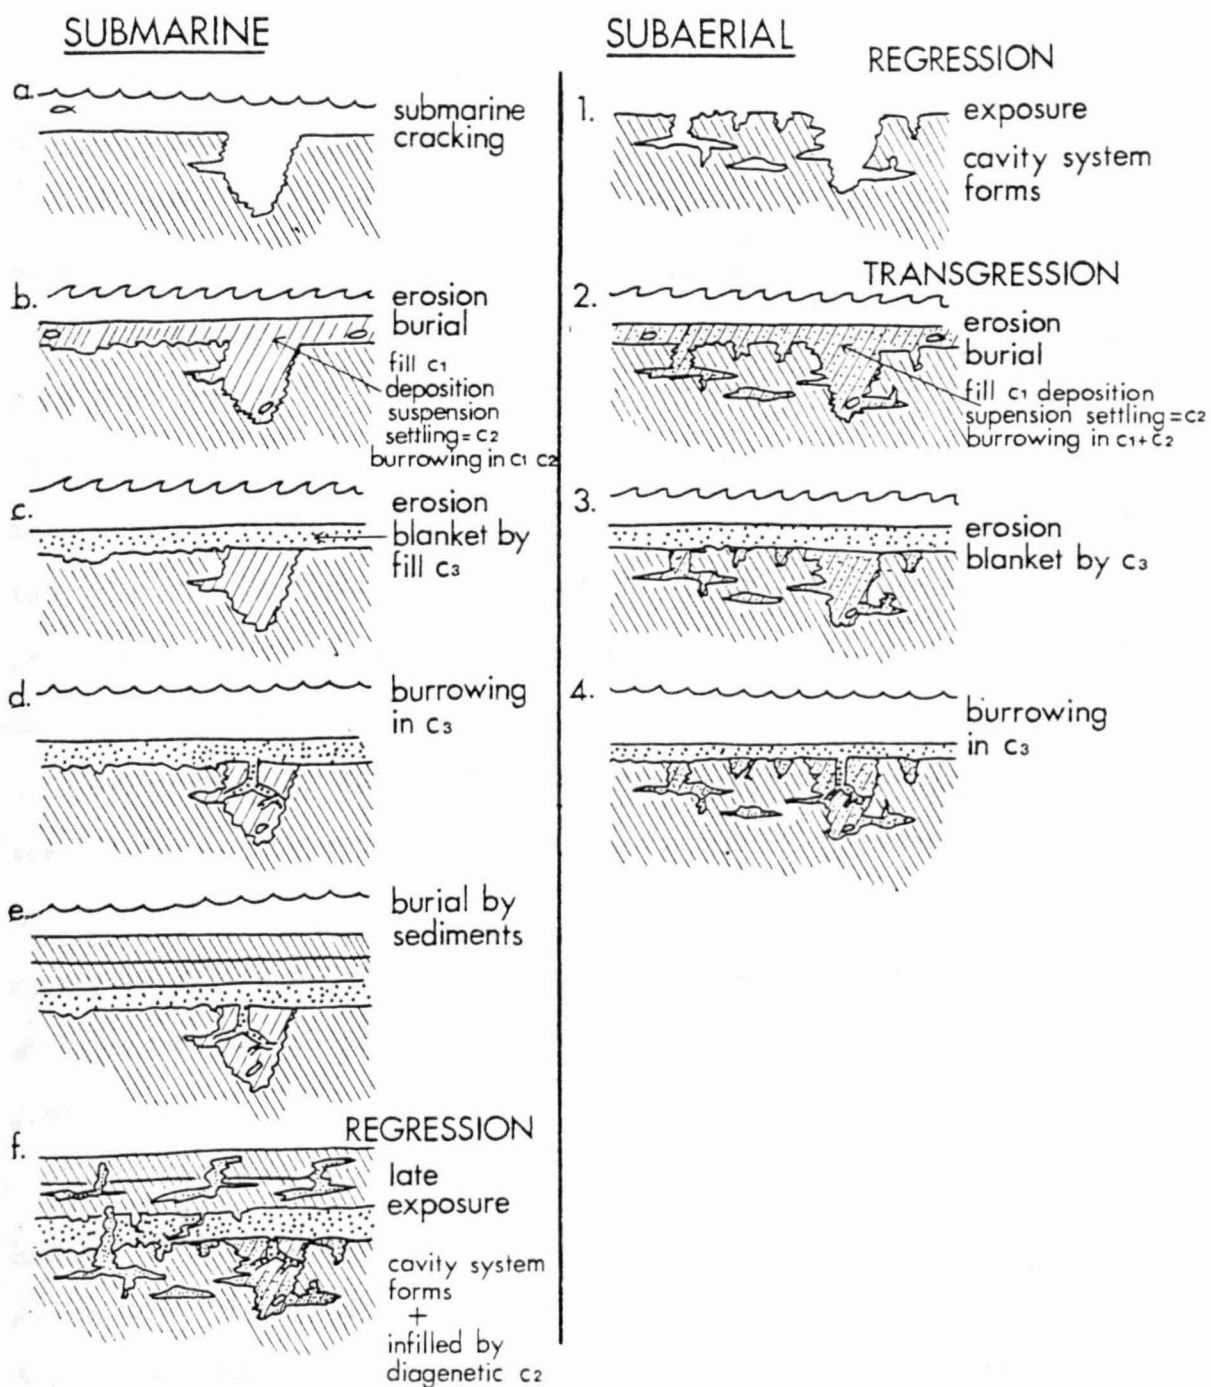 SUBMARINE
a.
submarine
cracking
b.
erosion
burial
fill c1
deposition
suspension
settling = c2
burrowing in c1 c2
c.
erosion
blanket by
fill c3
d.
burrowing
in c3
e.
burial by
sediments
f.
REGRESSION
late
exposure
cavity system
forms
+
infilled by
diagenetic c2
SUBAERIAL
REGRESSION
1.
exposure
cavity system
forms
TRANSGRESSION
2.
erosion
burial
fill c1 deposition
supension settling = c2
burrowing in c1 + c2
3.
erosion
blanket by c3
4.
burrowing
in c3